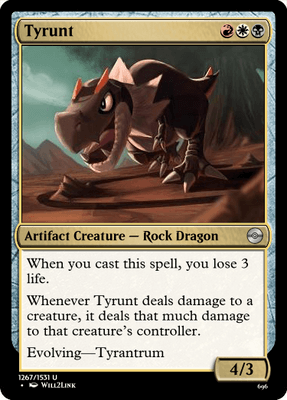 Tyrunt
Artifact Creature — Rock Dragon
When you cast this spell, you lose 3
life.
Whenever Tyrunt deals damage to a
creature, it deals that much damage
to that creature's controller.
Evolving—Tyrantrum
4/3
1267/1531 U
696
• Will2Link